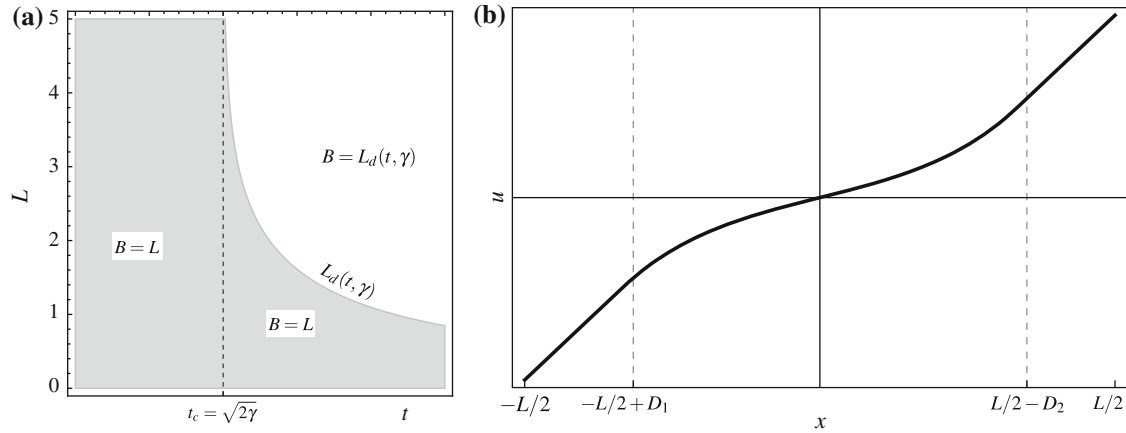 (a)
5
4
3
2
1
0
L
B = L_d(t, γ)
B = L
L_d(t, γ)
B = L
t_c = √2γ
t
(b)
u
−L/2
−L/2 + D_1
x
L/2 − D_2
L/2